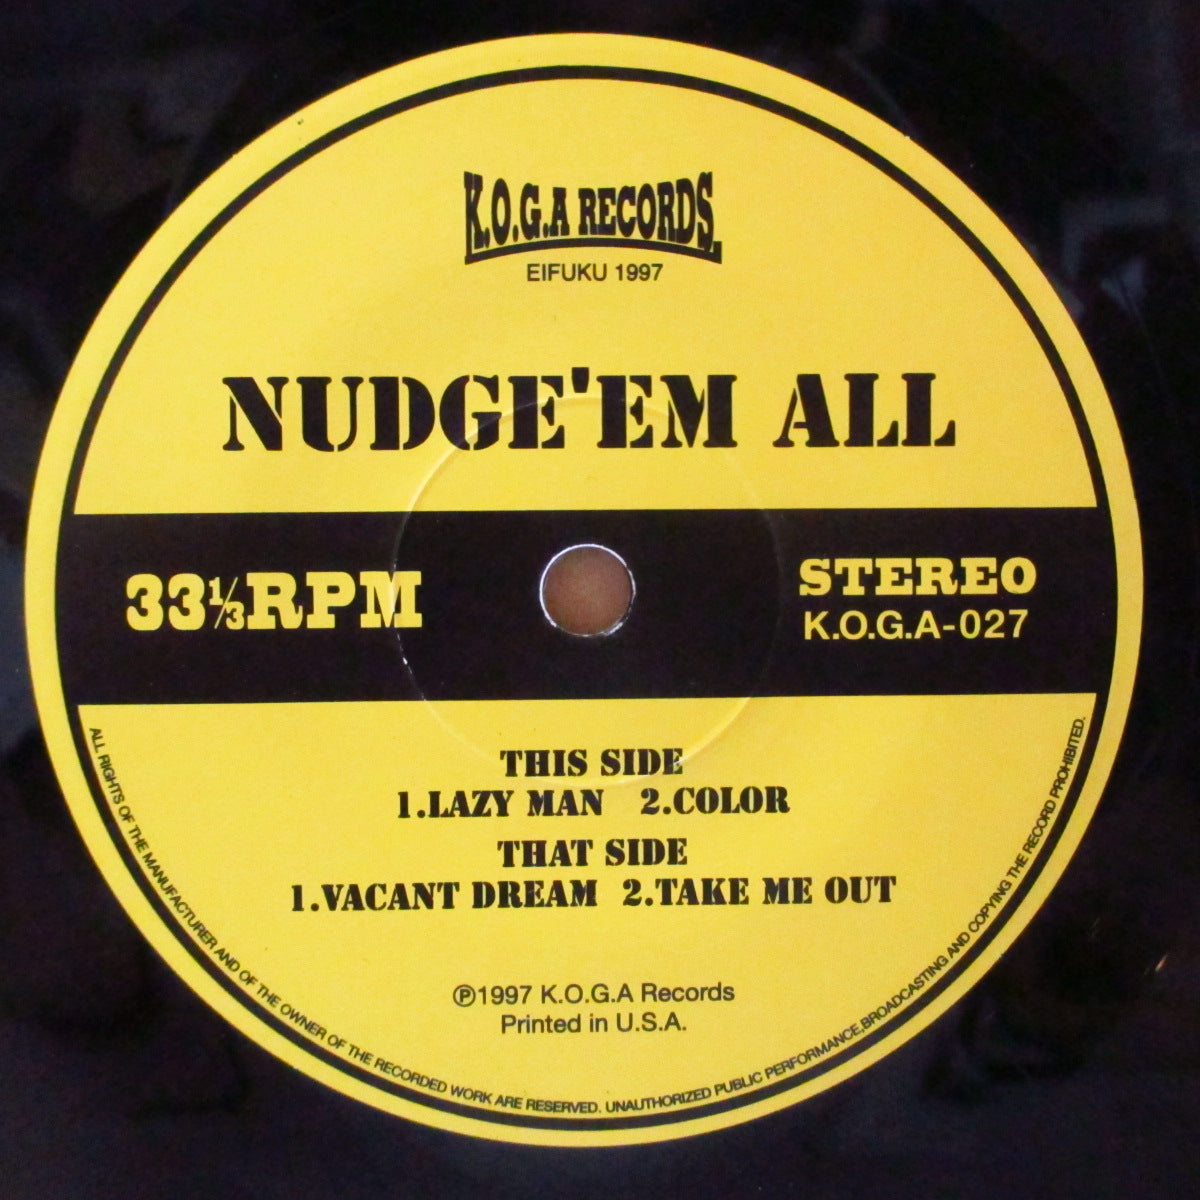 K.O.G.A RECORDS.
EIFUKU 1997
NUDGE'EM ALL
33⅓RPM
STEREO
K.O.G.A-027
THIS SIDE
1.LAZY MAN 2.COLOR
THAT SIDE
1.VACANT DREAM 2.TAKE ME OUT
℗1997 K.O.G.A Records
Printed in U.S.A.
ALL RIGHTS OF THE MANUFACTURER AND OF THE OWNER OF THE RECORDED WORK ARE RESERVED. UNAUTHORIZED PUBLIC PERFORMANCE,BROADCASTING AND COPYING THE RECORD PROHIBITED.